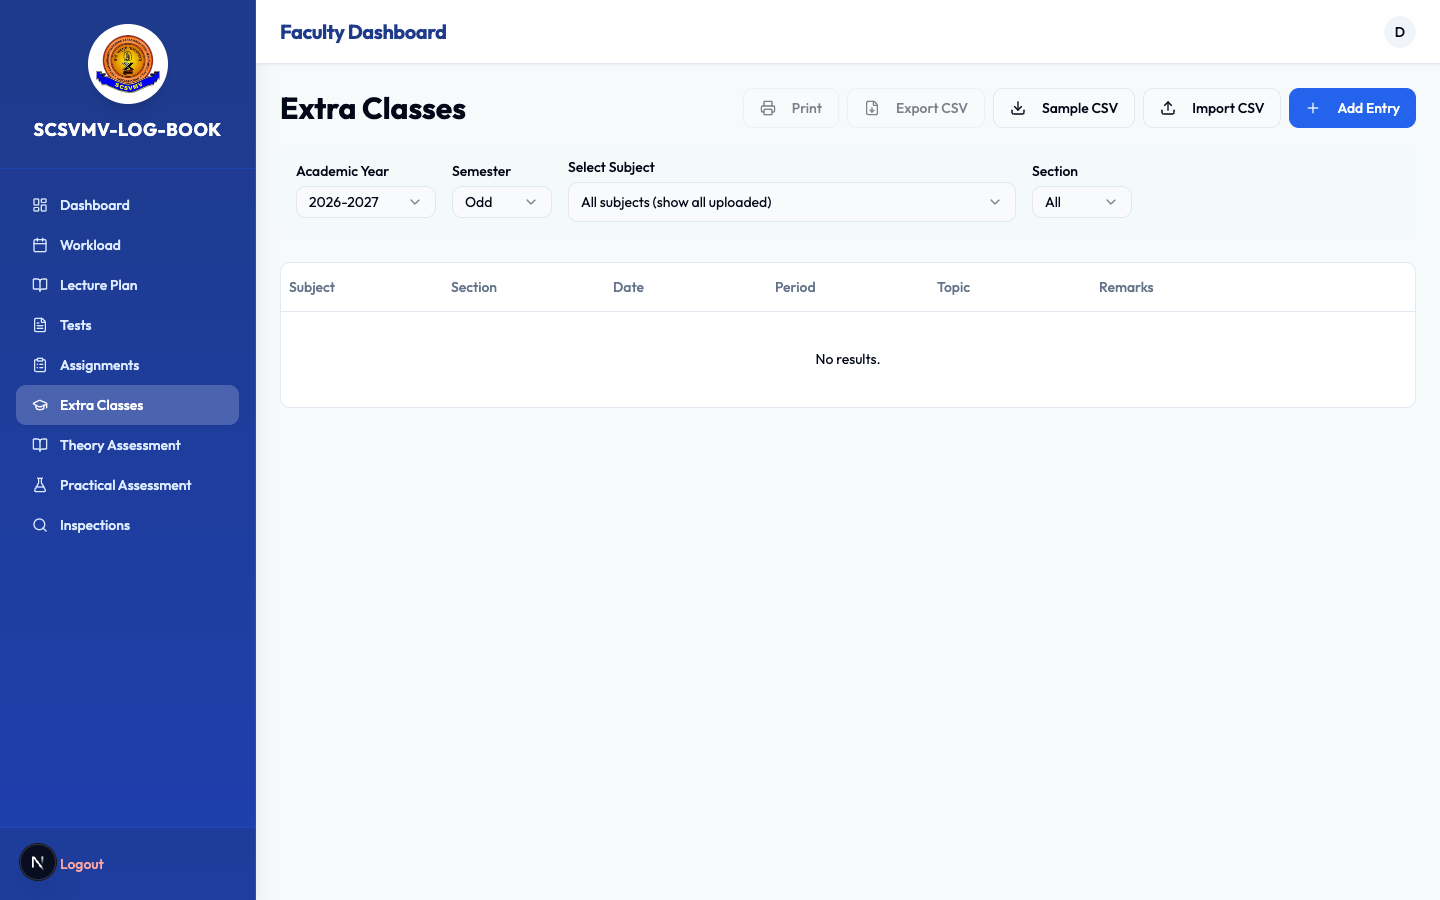 SCSVMV
SCSVMV-LOG-BOOK
Dashboard
Workload
Lecture Plan
Tests
Assignments
Extra Classes
Theory Assessment
Practical Assessment
Inspections
N
Logout
Faculty Dashboard
D
Extra Classes
Print
Export CSV
Sample CSV
Import CSV
Add Entry
Academic Year
Semester
Select Subject
Section
2026-2027
Odd
All subjects (show all uploaded)
All
Subject Section Date Period Topic Remarks
No results.